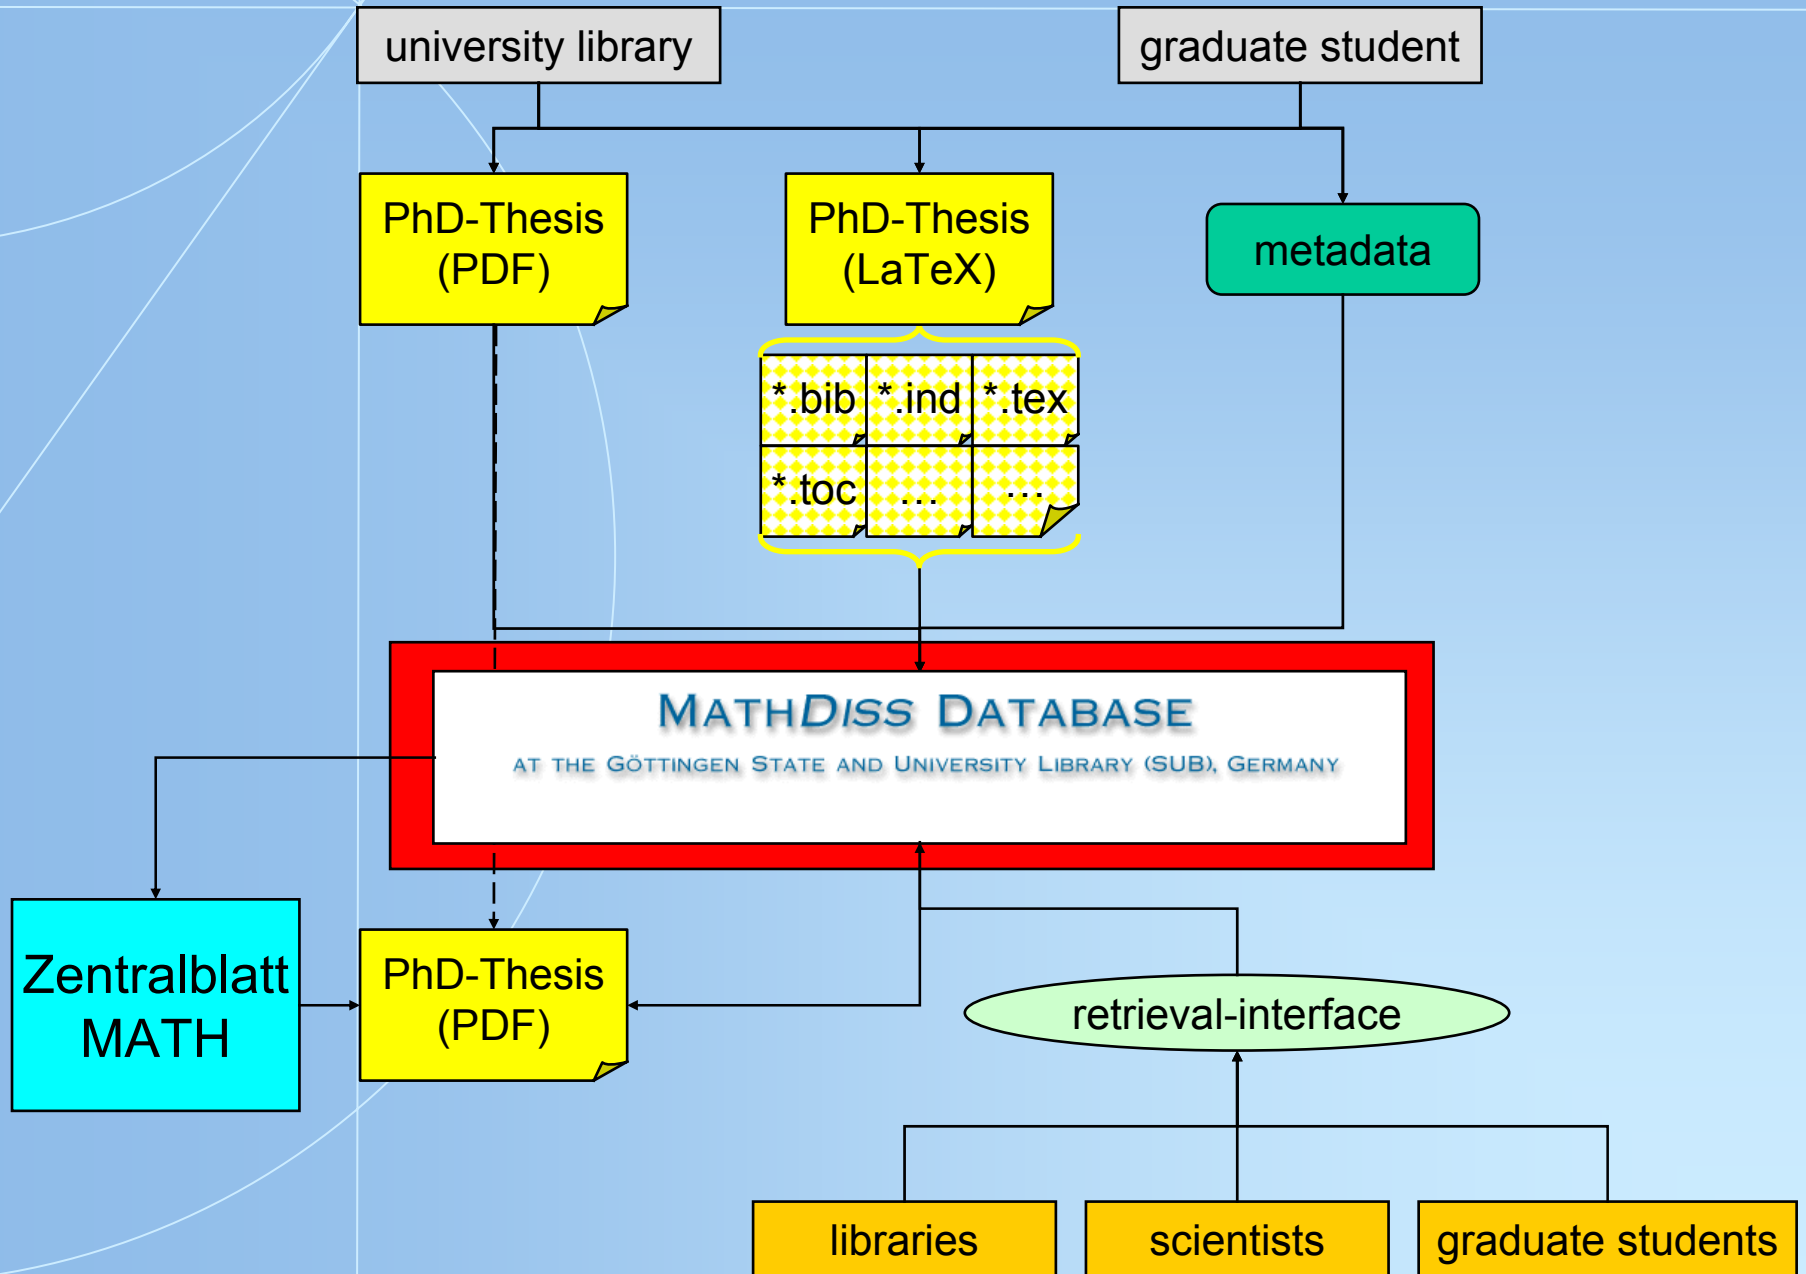 university library
graduate student
PhD-Thesis
(PDF)
PhD-Thesis
(LaTeX)
metadata
*.bib
*.ind
*.tex
*.toc
...
...
MATHDISS DATABASE
AT THE GÖTTINGEN STATE AND UNIVERSITY LIBRARY (SUB), GERMANY
Zentralblatt
MATH
PhD-Thesis
(PDF)
retrieval-interface
libraries
scientists
graduate students